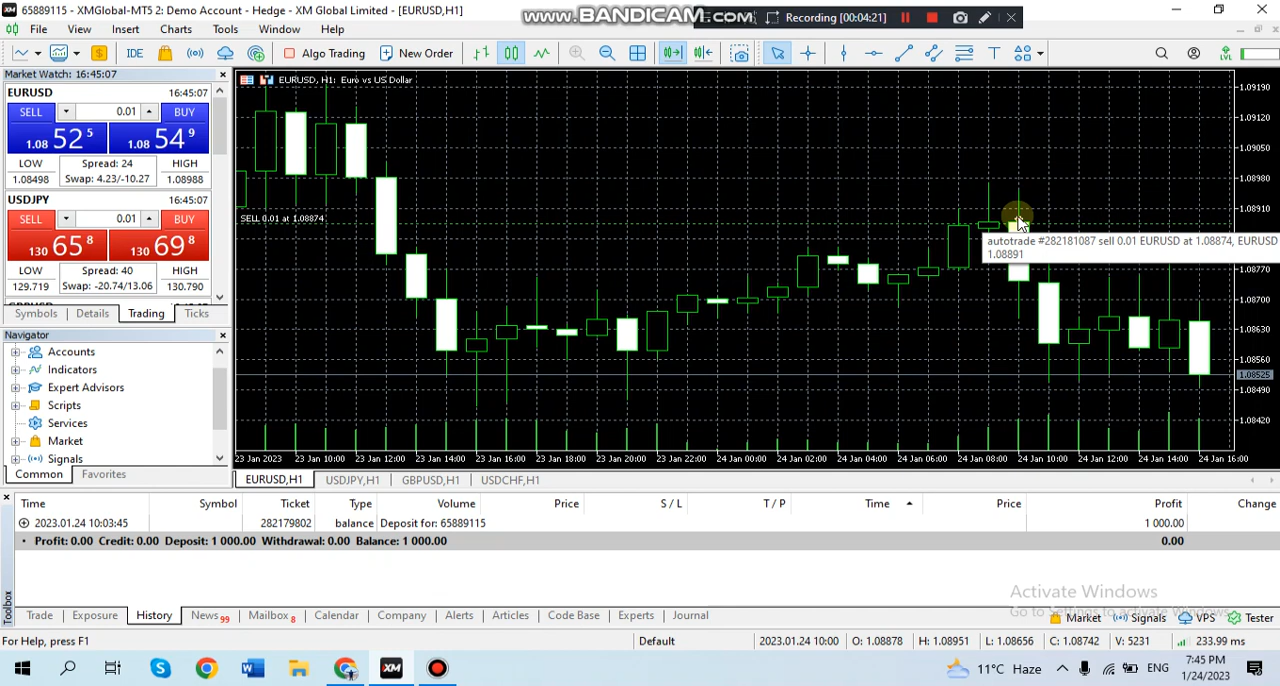 65889115 - XMGlobal-MT5 2: Demo Account - Hedge - XM Global Limited - [EURUSD,H1]
www.BANDICAM.com
Recording [00:04:21]
File View Insert Charts Tools Window Help
IDE Algo Trading New Order LVL
Market Watch: 16:45:07
EURUSD 16:45:07
SELL 0.01 BUY
1.08 52 5 1.08 54 9
LOW Spread: 24 HIGH
1.08498 Swap: 4.23/-10.27 1.08988
USDJPY 16:45:07
SELL 0.01 BUY
130 65 8 130 69 8
LOW Spread: 40 HIGH
129.719 Swap: -20.74/13.06 130.790
Symbols Details Trading Ticks
Navigator
Accounts
Indicators
Expert Advisors
Scripts
Services
Market
Signals
Common Favorites
EURUSD, H1: Euro vs US Dollar
SELL 0.01 at 1.08874
autotrade #282181087 sell 0.01 EURUSD at 1.08874, EURUSD
1.08891
1.09190
1.09120
1.09050
1.08980
1.08910
1.08770
1.08700
1.08630
1.08560
1.08525
1.08490
1.08420
23 Jan 2023 23 Jan 10:00 23 Jan 12:00 23 Jan 14:00 23 Jan 16:00 23 Jan 18:00 23 Jan 20:00 23 Jan 22:00 24 Jan 00:00 24 Jan 02:00 24 Jan 04:00 24 Jan 06:00 24 Jan 08:00 24 Jan 10:00 24 Jan 12:00 24 Jan 14:00 24 Jan 16:00
EURUSD,H1 USDJPY,H1 GBPUSD,H1 USDCHF,H1
Time Symbol Ticket Type Volume Price S / L T / P Time Price Profit Change
2023.01.24 10:03:45 282179802 balance Deposit for: 65889115 1 000.00
• Profit: 0.00 Credit: 0.00 Deposit: 1 000.00 Withdrawal: 0.00 Balance: 1 000.00 0.00
Activate Windows
Go to Settings to activate Windows.
Toolbox
Trade Exposure History News 99 Mailbox 8 Calendar Company Alerts Articles Code Base Experts Journal Market Signals VPS Tester
For Help, press F1 Default 2023.01.24 10:00 O: 1.08878 H: 1.08951 L: 1.08656 C: 1.08742 V: 5231 233.99 ms
XM 11°C Haze ENG 7:45 PM
1/24/2023